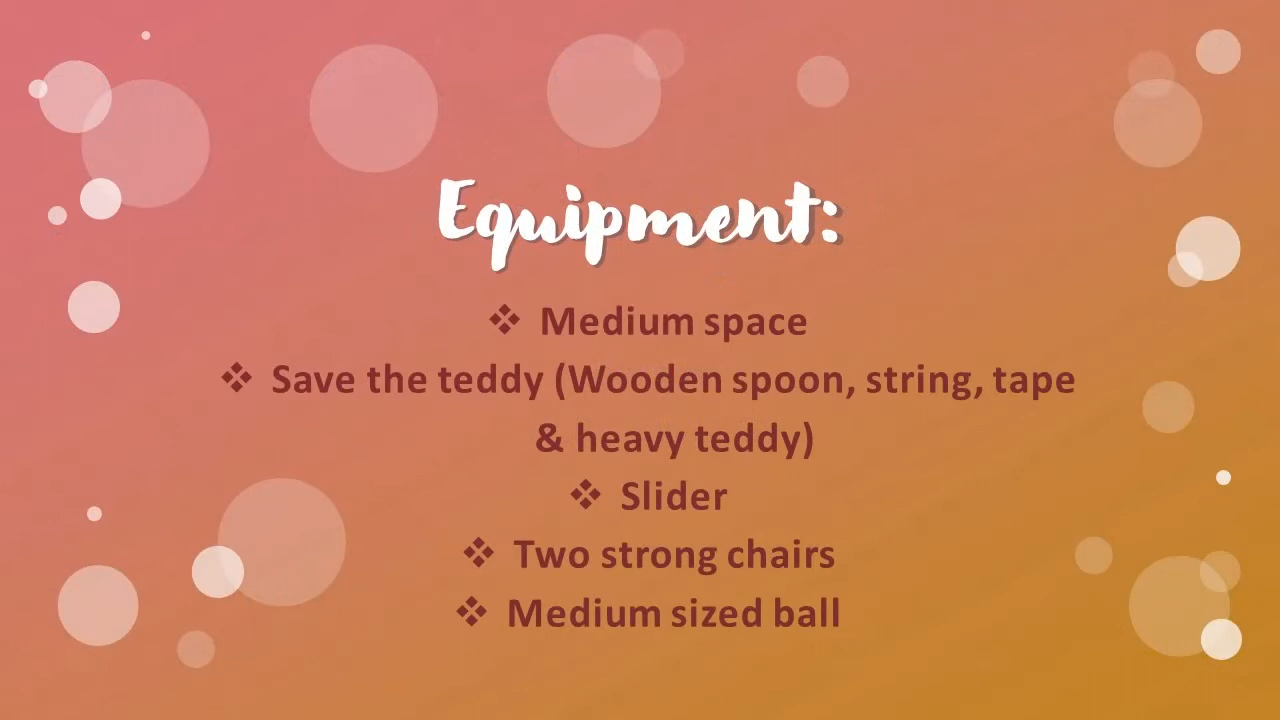 Equipment:
❖ Medium space
❖ Save the teddy (Wooden spoon, string, tape
& heavy teddy)
❖ Slider
❖ Two strong chairs
❖ Medium sized ball